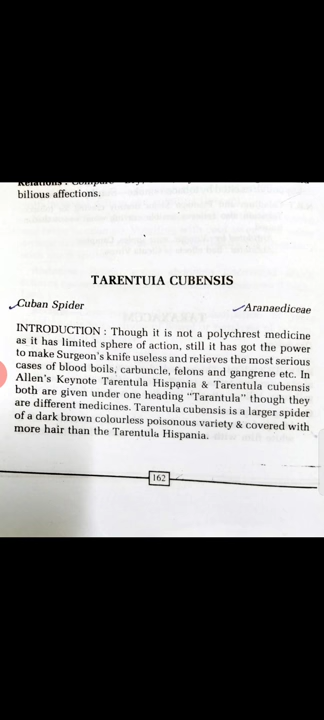 Relations : Compare
bilious affections.
TARENTUIA CUBENSIS
Cuban Spider Aranaediceae
INTRODUCTION : Though it is not a polychrest medicine
as it has limited sphere of action, still it has got the power
to make Surgeon's knife useless and relieves the most serious
cases of blood boils, carbuncle, felons and gangrene etc. In
Allen's Keynote Tarentula Hispania & Tarentula cubensis
both are given under one heading "Tarantula" though they
are different medicines. Tarentula cubensis is a larger spider
of a dark brown colourless poisonous variety & covered with
more hair than the Tarentula Hispania.
162